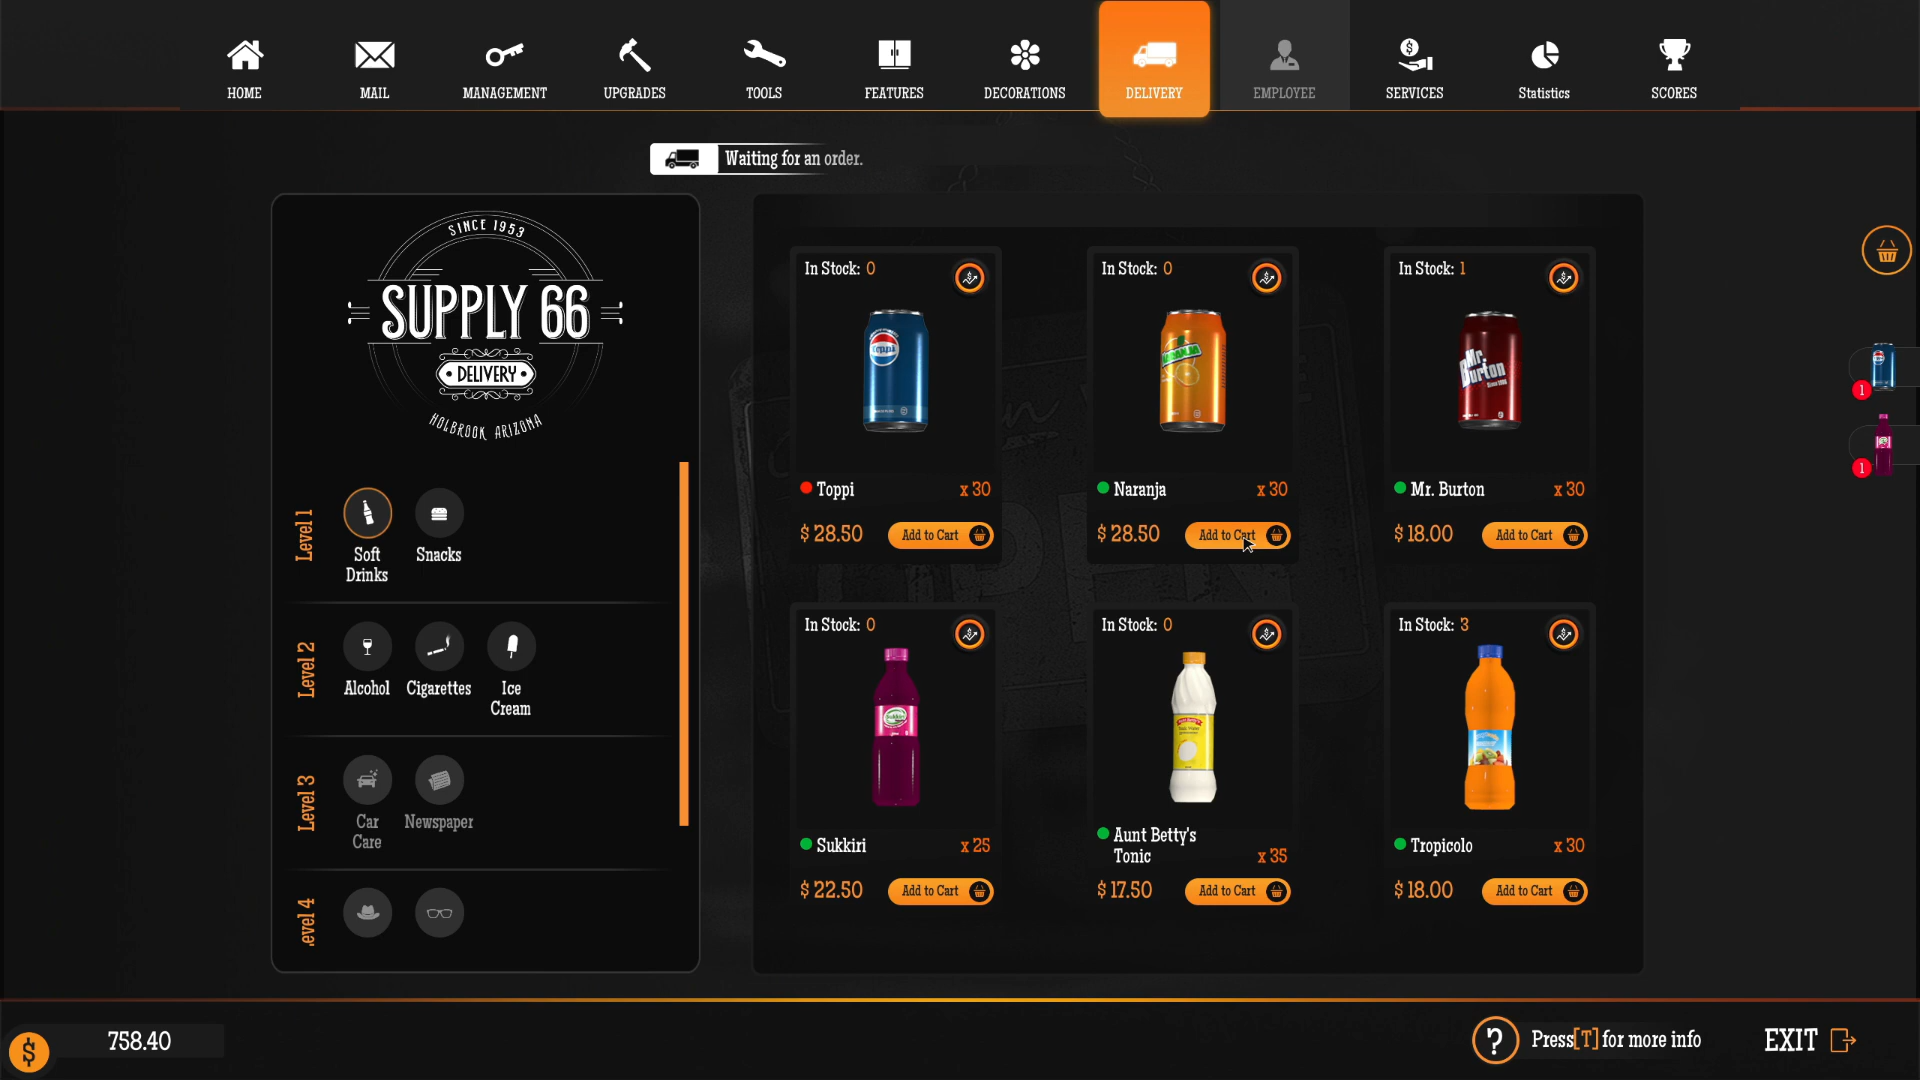 HOME
MAIL
MANAGEMENT
UPGRADES
TOOLS
FEATURES
DECORATIONS
DELIVERY
EMPLOYEE
SERVICES
Statistics
SCORES
Waiting for an order.
SINCE 1953
SUPPLY 66
DELIVERY
HOLBROOK ARIZONA
Level 1
Soft
Drinks
Snacks
Level 2
Alcohol
Cigarettes
Ice
Cream
Level 3
Car
Care
Newspaper
evel 4
In Stock: 0
Toppi x 30
$ 28.50 Add to Cart
In Stock: 0
NARANJA
Naranja x 30
$ 28.50 Add to Cart
In Stock: 1
Mr.
Burton
Mr. Burton x 30
$ 18.00 Add to Cart
In Stock: 0
Sukkiri
Sukkiri x 25
$ 22.50 Add to Cart
In Stock: 0
Aunt Betty's
Tonic x 35
$ 17.50 Add to Cart
In Stock: 3
Tropicolo x 30
$ 18.00 Add to Cart
1
1
$ 758.40
? Press[T] for more info
EXIT